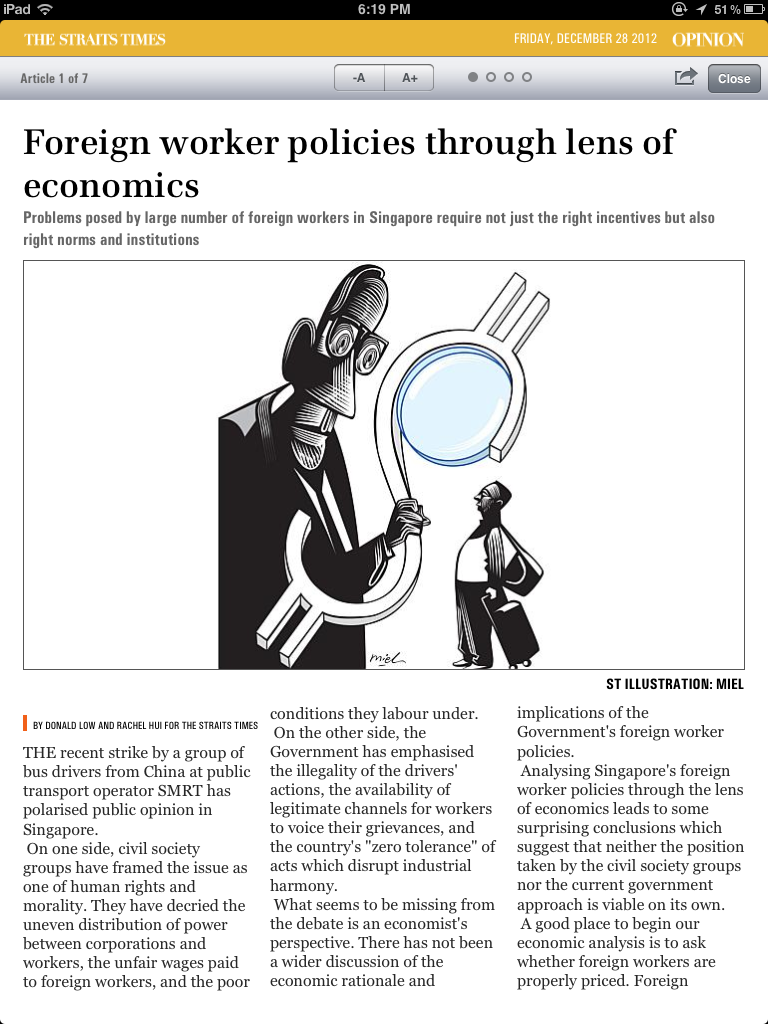 iPad 6:19 PM 51 %
THE STRAITS TIMES FRIDAY, DECEMBER 28 2012 OPINION
Article 1 of 7 -A A+ Close
Foreign worker policies through lens of
economics
Problems posed by large number of foreign workers in Singapore require not just the right incentives but also
right norms and institutions
miel
ST ILLUSTRATION: MIEL
BY DONALD LOW AND RACHEL HUI FOR THE STRAITS TIMES
THE recent strike by a group of
bus drivers from China at public
transport operator SMRT has
polarised public opinion in
Singapore.
On one side, civil society
groups have framed the issue as
one of human rights and
morality. They have decried the
uneven distribution of power
between corporations and
workers, the unfair wages paid
to foreign workers, and the poor
conditions they labour under.
On the other side, the
Government has emphasised
the illegality of the drivers'
actions, the availability of
legitimate channels for workers
to voice their grievances, and
the country's "zero tolerance" of
acts which disrupt industrial
harmony.
What seems to be missing from
the debate is an economist's
perspective. There has not been
a wider discussion of the
economic rationale and
implications of the
Government's foreign worker
policies.
Analysing Singapore's foreign
worker policies through the lens
of economics leads to some
surprising conclusions which
suggest that neither the position
taken by the civil society groups
nor the current government
approach is viable on its own.
A good place to begin our
economic analysis is to ask
whether foreign workers are
properly priced. Foreign